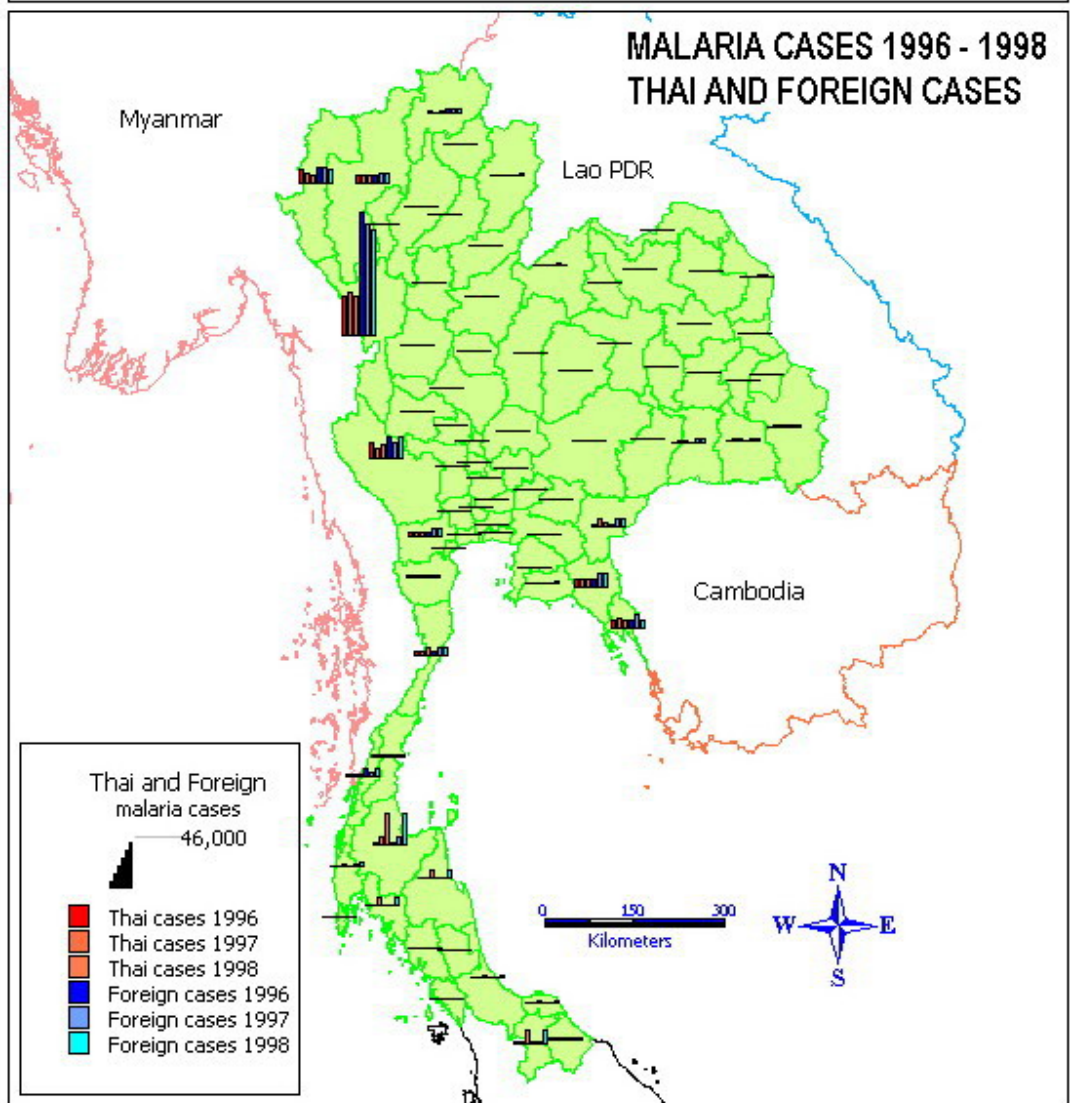 MALARIA CASES 1996 - 1998
THAI AND FOREIGN CASES
Myanmar
Lao PDR
Cambodia
Thai and Foreign
malaria cases
46,000
Thai cases 1996
Thai cases 1997
Thai cases 1998
Foreign cases 1996
Foreign cases 1997
Foreign cases 1998
0 150 300
Kilometers
N
W E
S